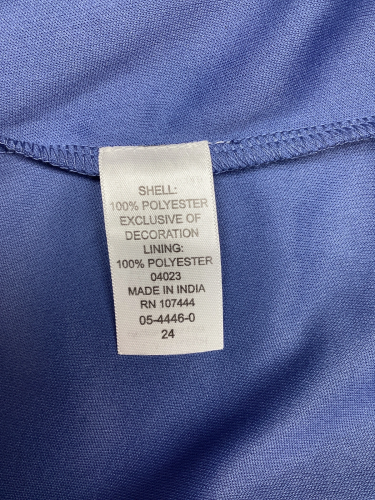 SHELL:
100% POLYESTER
EXCLUSIVE OF
DECORATION
LINING:
100% POLYESTER
04023
MADE IN INDIA
RN 107444
05-4446-0
24